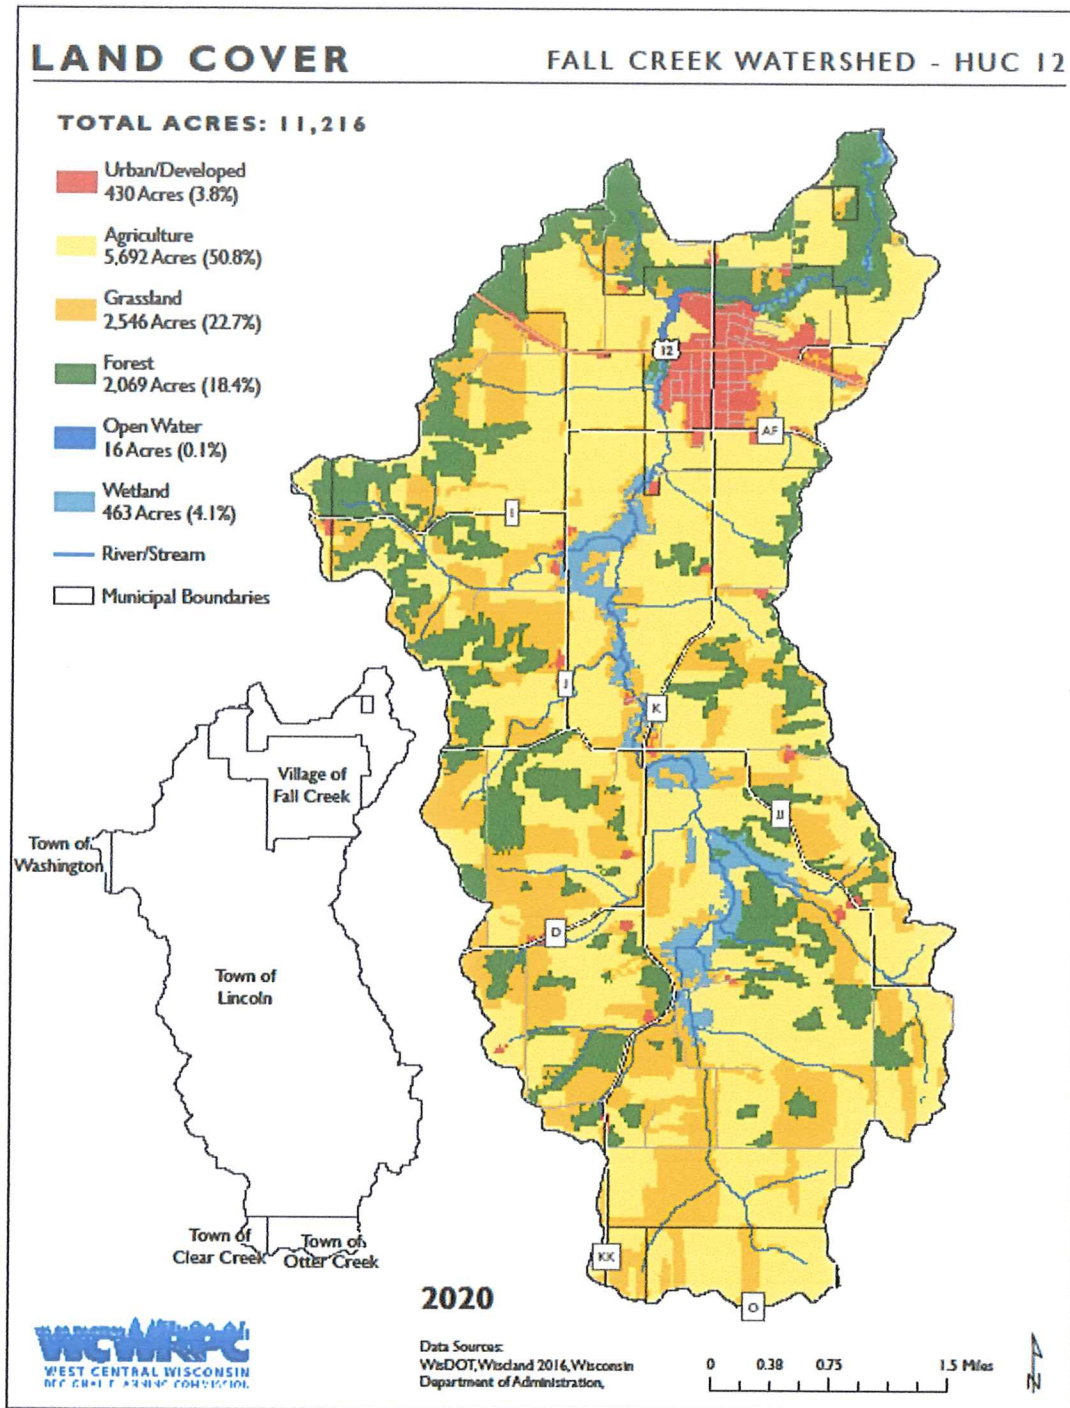 LAND COVER
FALL CREEK WATERSHED - HUC 12
TOTAL ACRES: 11,216
Urban/Developed
430 Acres (3.8%)
Agriculture
5,692 Acres (50.8%)
Grassland
2,546 Acres (22.7%)
Forest
2,069 Acres (18.4%)
Open Water
16 Acres (0.1%)
Wetland
463 Acres (4.1%)
River/Stream
Municipal Boundaries
12
AF
I
J
K
JJ
D
KK
O
Village of
Fall Creek
Town of
Washington
Town of
Lincoln
Town of
Clear Creek
Town of
Otter Creek
2020
Data Sources:
WisDOT, Wiscland 2016, Wisconsin
Department of Administration,
0 0.38 0.75 1.5 Miles
N
WCWRPC
WEST CENTRAL WISCONSIN
REGIONAL PLANNING COMMISSION